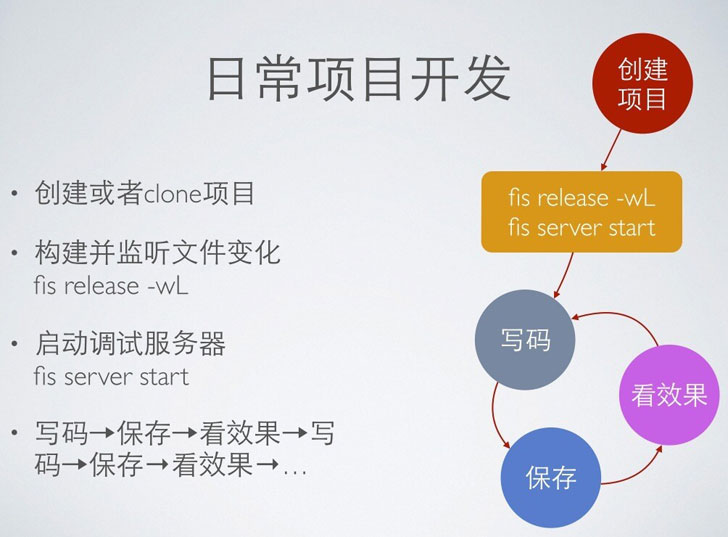 日常项目开发
• 创建或者clone项目
• 构建并监听文件变化
fis release -wL
• 启动调试服务器
fis server start
• 写码→保存→看效果→写
码→保存→看效果→…
创建
项目
fis release -wL
fis server start
写码
看效果
保存